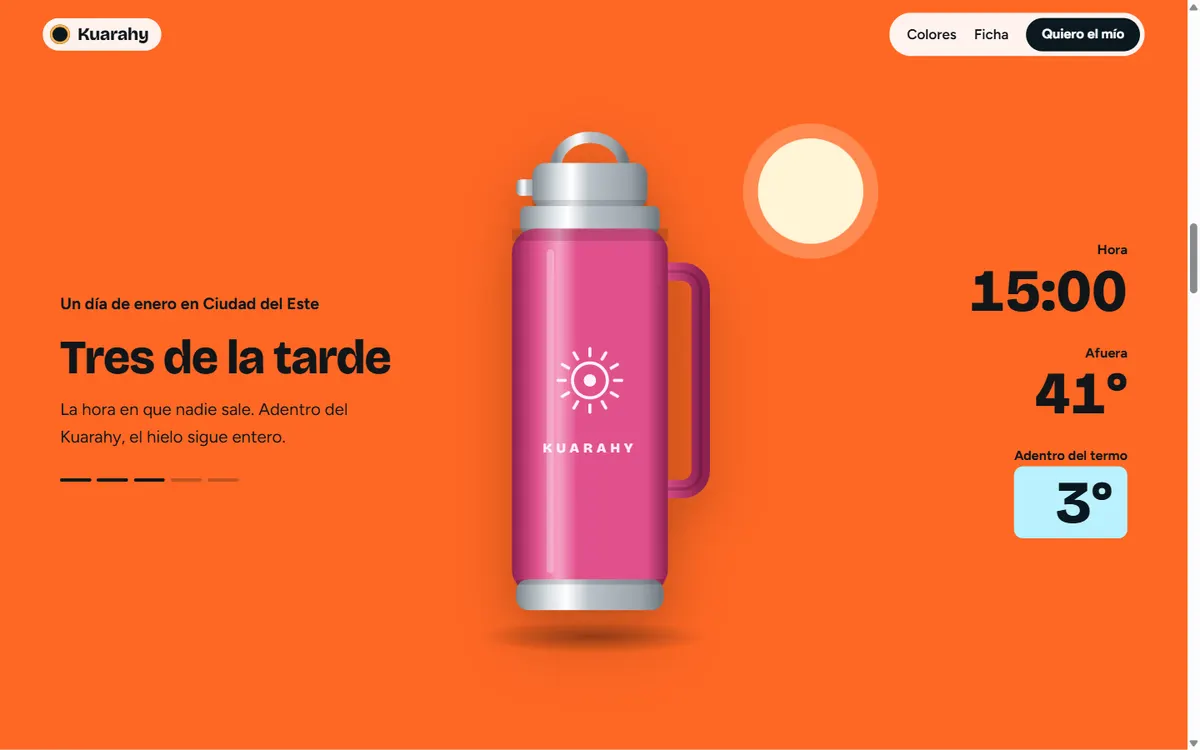 Kuarahy
Colores
Ficha
Quiero el mío
Un día de enero en Ciudad del Este
Tres de la tarde
La hora en que nadie sale. Adentro del
Kuarahy, el hielo sigue entero.
KUARAHY
Hora
15:00
Afuera
41°
Adentro del termo
3°